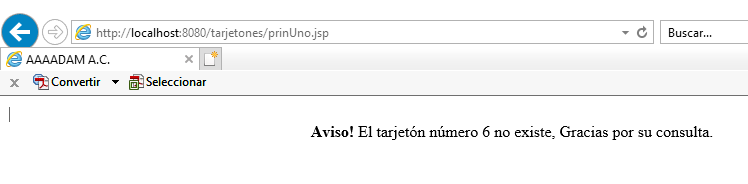 http://localhost:8080/tarjetones/prinUno.jsp
Buscar...
AAAADAM A.C.
x Convertir Seleccionar
Aviso! El tarjetón número 6 no existe, Gracias por su consulta.